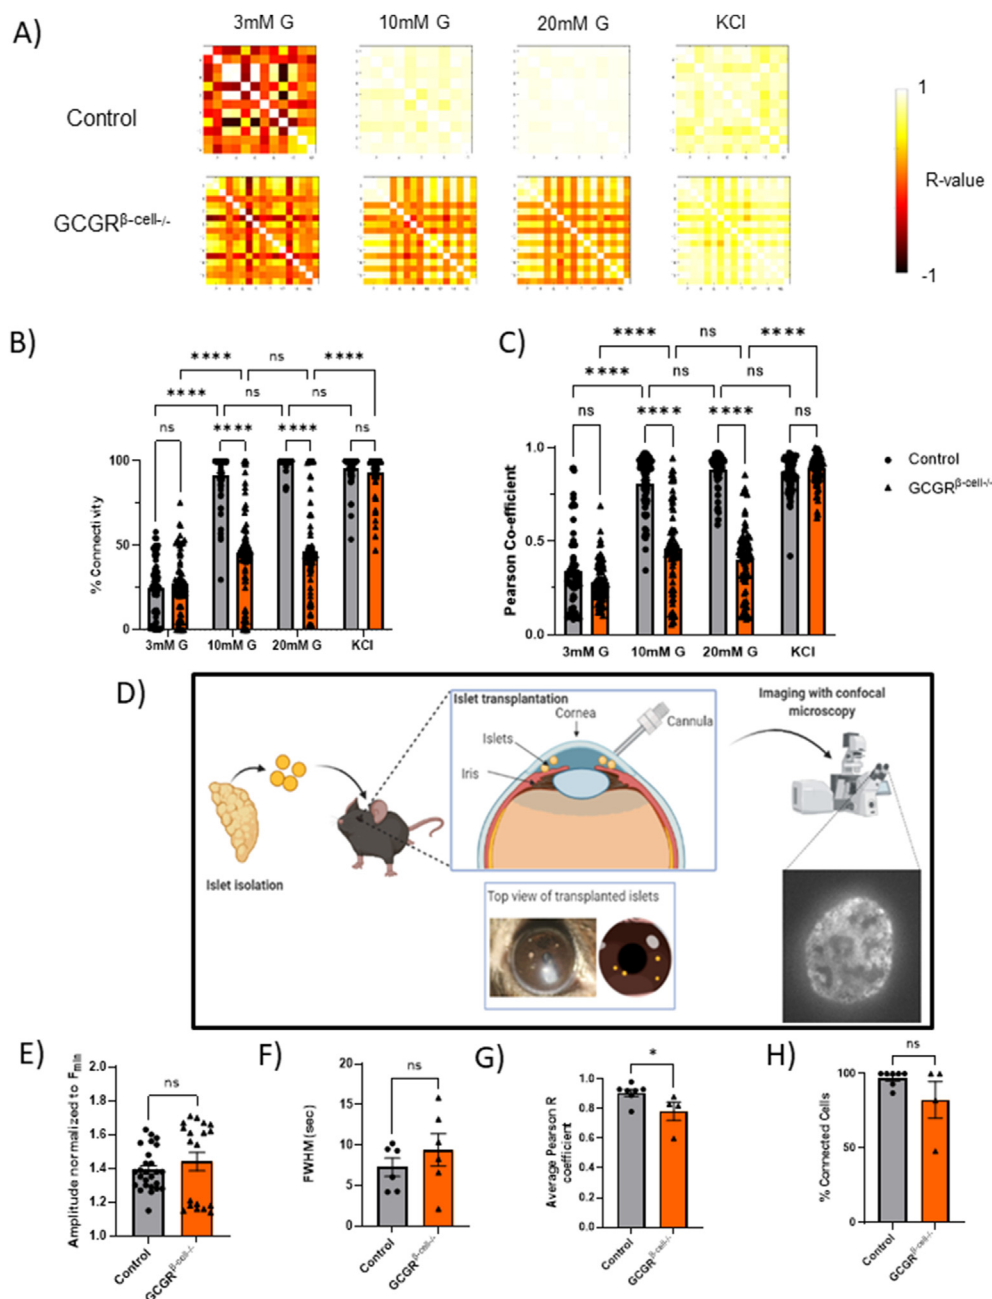 A)
3mM G 10mM G 20mM G KCl
Control
GCGRβ-cell-/-
1
R-value
-1
B)
**** ns ****
**** ns ns
ns **** **** ns
% Connectivity
100
50
0
3mM G 10mM G 20mM G KCl
C)
**** ns ****
**** ns ns
ns **** **** ns
Pearson Co-efficient
1.0
0.5
0.0
3mM G 10mM G 20mM G KCl
Control
GCGRβ-cell-/-
D)
Islet isolation
Islet transplantation
Cornea
Islets
Cannula
Iris
Top view of transplanted islets
Imaging with confocal
microscopy
E)
ns
Amplitude normalized to Fmin
2.0
1.8
1.6
1.4
1.2
1.0
Control
GCGRβ-cell-/-
F)
ns
FWHM (sec)
20
15
10
5
0
Control
GCGRβ-cell-/-
G)
*
Average Pearson R
coefficient
1.0
0.8
0.6
0.4
0.2
0.0
Control
GCGRβ-cell-/-
H)
ns
% Connected Cells
100
50
0
Control
GCGRβ-cell-/-